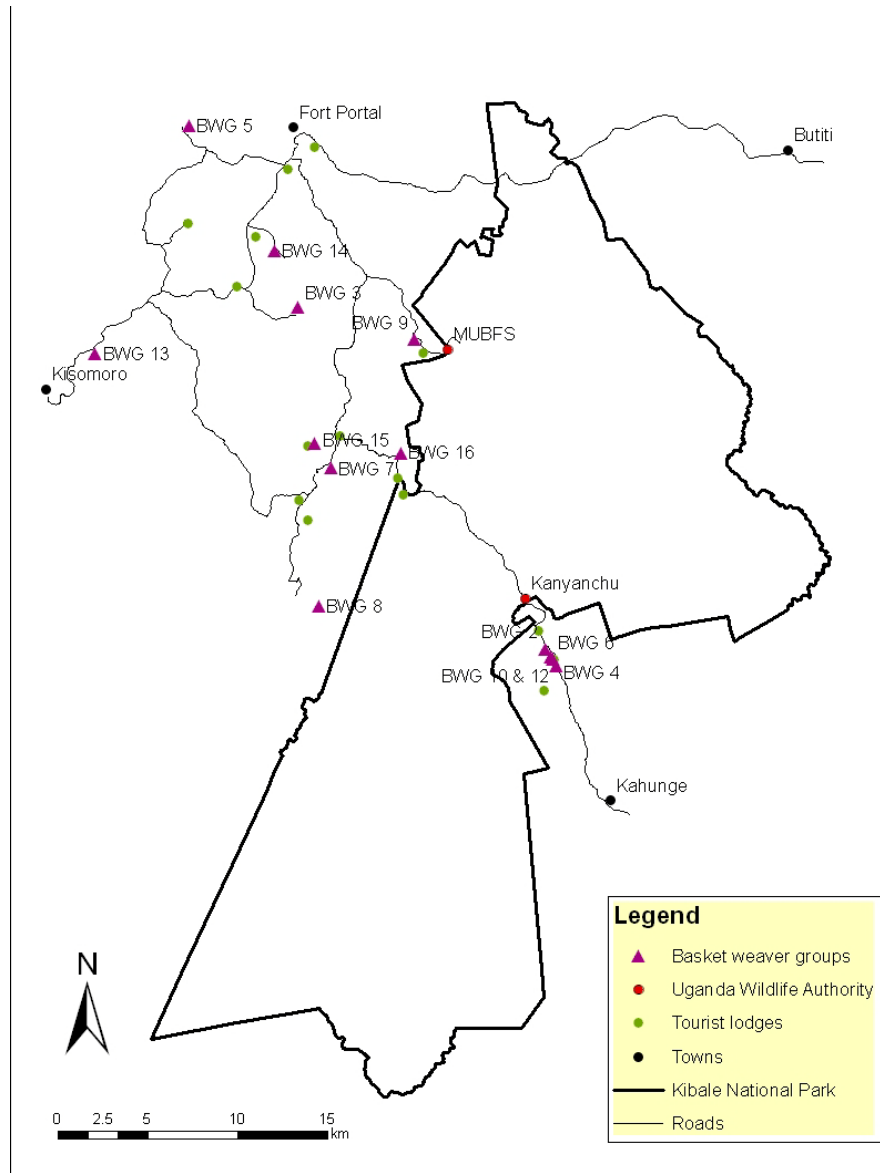 Fort Portal
BWG 5
Butiti
BWG 14
BWG 3
BWG 9
MUBFS
BWG 13
Kisomoro
BWG 15
BWG 16
BWG 7
Kanyanchu
BWG 8
BWG 2
BWG 6
BWG 10 & 12
BWG 4
Kahunge
Legend
Basket weaver groups
Uganda Wildlife Authority
Tourist lodges
Towns
Kibale National Park
Roads
N
0 2.5 5 10 15
km